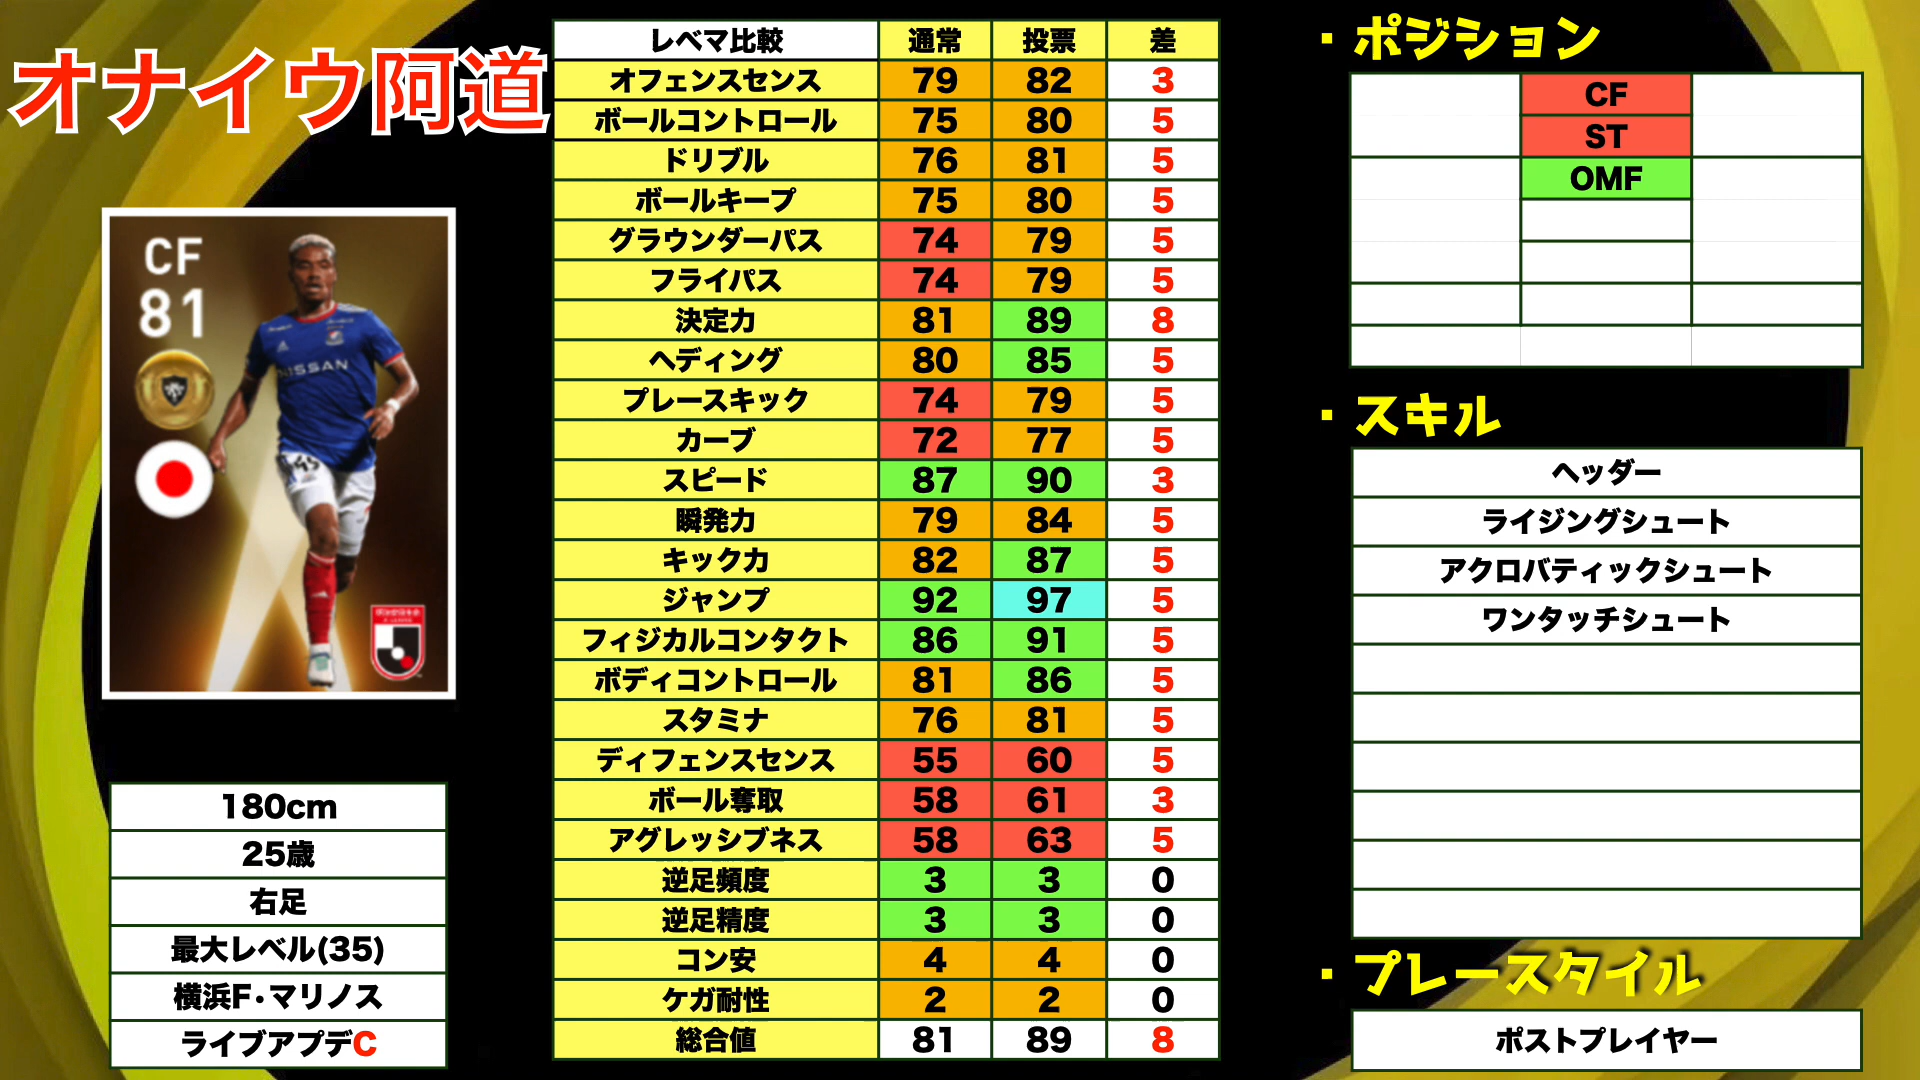 オナイウ阿道
CF
81
NISSAN
45
180cm
25歳
右足
最大レベル(35)
横浜F・マリノス
ライブアプデC
レベマ比較 通常 投票 差
オフェンスセンス 79 82 3
ボールコントロール 75 80 5
ドリブル 76 81 5
ボールキープ 75 80 5
グラウンダーパス 74 79 5
フライパス 74 79 5
決定力 81 89 8
ヘディング 80 85 5
プレースキック 74 79 5
カーブ 72 77 5
スピード 87 90 3
瞬発力 79 84 5
キック力 82 87 5
ジャンプ 92 97 5
フィジカルコンタクト 86 91 5
ボディコントロール 81 86 5
スタミナ 76 81 5
ディフェンスセンス 55 60 5
ボール奪取 58 61 3
アグレッシブネス 58 63 5
逆足頻度 3 3 0
逆足精度 3 3 0
コン安 4 4 0
ケガ耐性 2 2 0
総合値 81 89 8
・ポジション
CF
ST
OMF
・スキル
ヘッダー
ライジングシュート
アクロバティックシュート
ワンタッチシュート
・プレースタイル
ポストプレイヤー